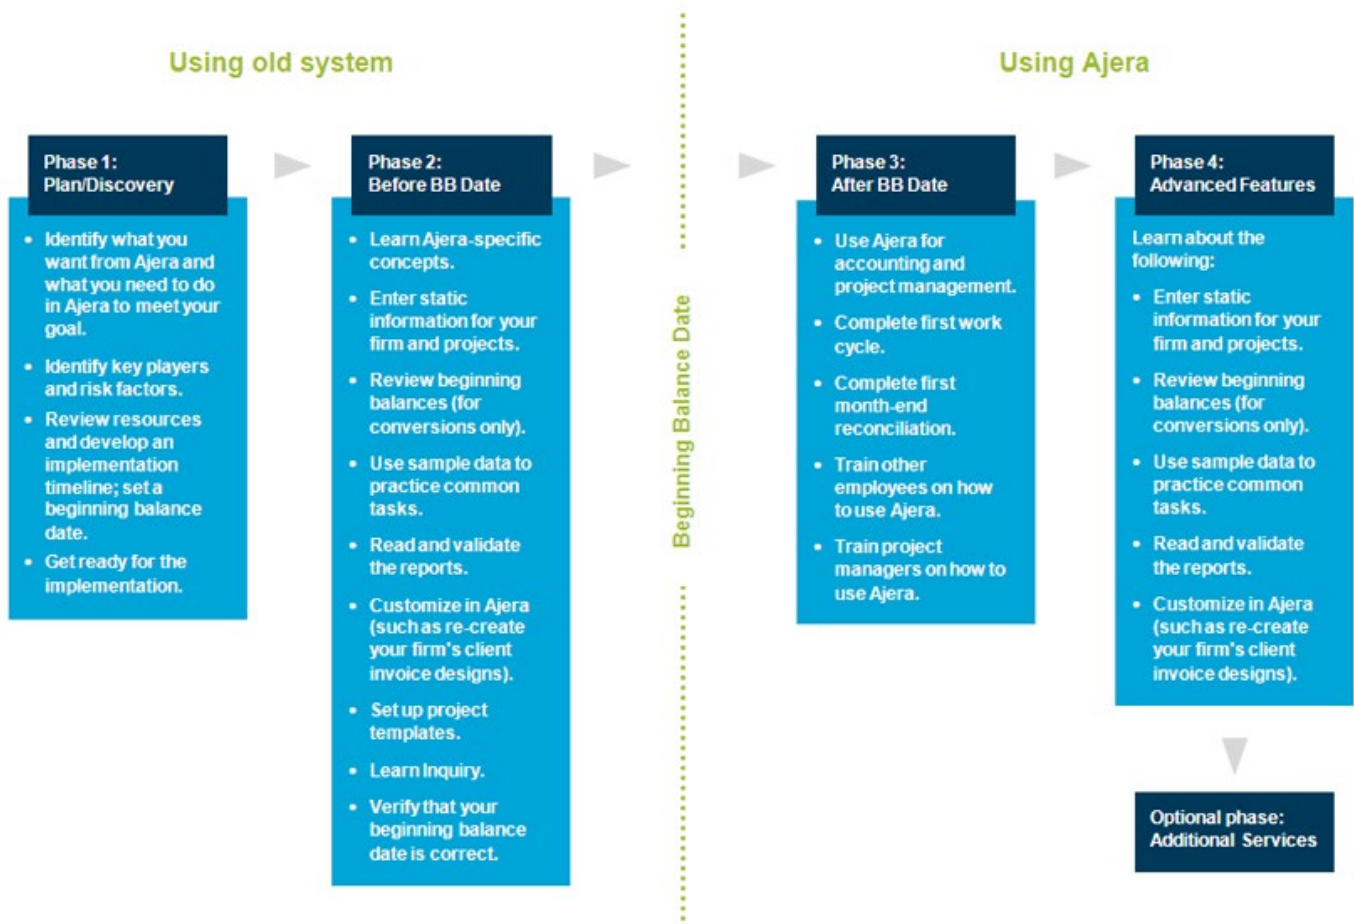 Using old system
Phase 1:
Plan/Discovery
• Identify what you
want from Ajera and
what you need to do
in Ajera to meet your
goal.
• Identify key players
and risk factors.
• Review resources
and develop an
implementation
timeline; set a
beginning balance
date.
• Get ready for the
implementation.
Phase 2:
Before BB Date
• Learn Ajera-specific
concepts.
• Enter static
information for your
firm and projects.
• Review beginning
balances (for
conversions only).
• Use sample data to
practice common
tasks.
• Read and validate
the reports.
• Customize in Ajera
(such as re-create
your firm's client
invoice designs).
• Set up project
templates.
• Learn Inquiry.
• Verify that your
beginning balance
date is correct.
Beginning Balance Date
Using Ajera
Phase 3:
After BB Date
• Use Ajera for
accounting and
project management.
• Complete first work
cycle.
• Complete first
month-end
reconciliation.
• Train other
employees on how
to use Ajera.
• Train project
managers on how to
use Ajera.
Phase 4:
Advanced Features
Learn about the
following:
• Enter static
information for your
firm and projects.
• Review beginning
balances (for
conversions only).
• Use sample data to
practice common
tasks.
• Read and validate
the reports.
• Customize in Ajera
(such as re-create
your firm's client
invoice designs).
Optional phase:
Additional Services